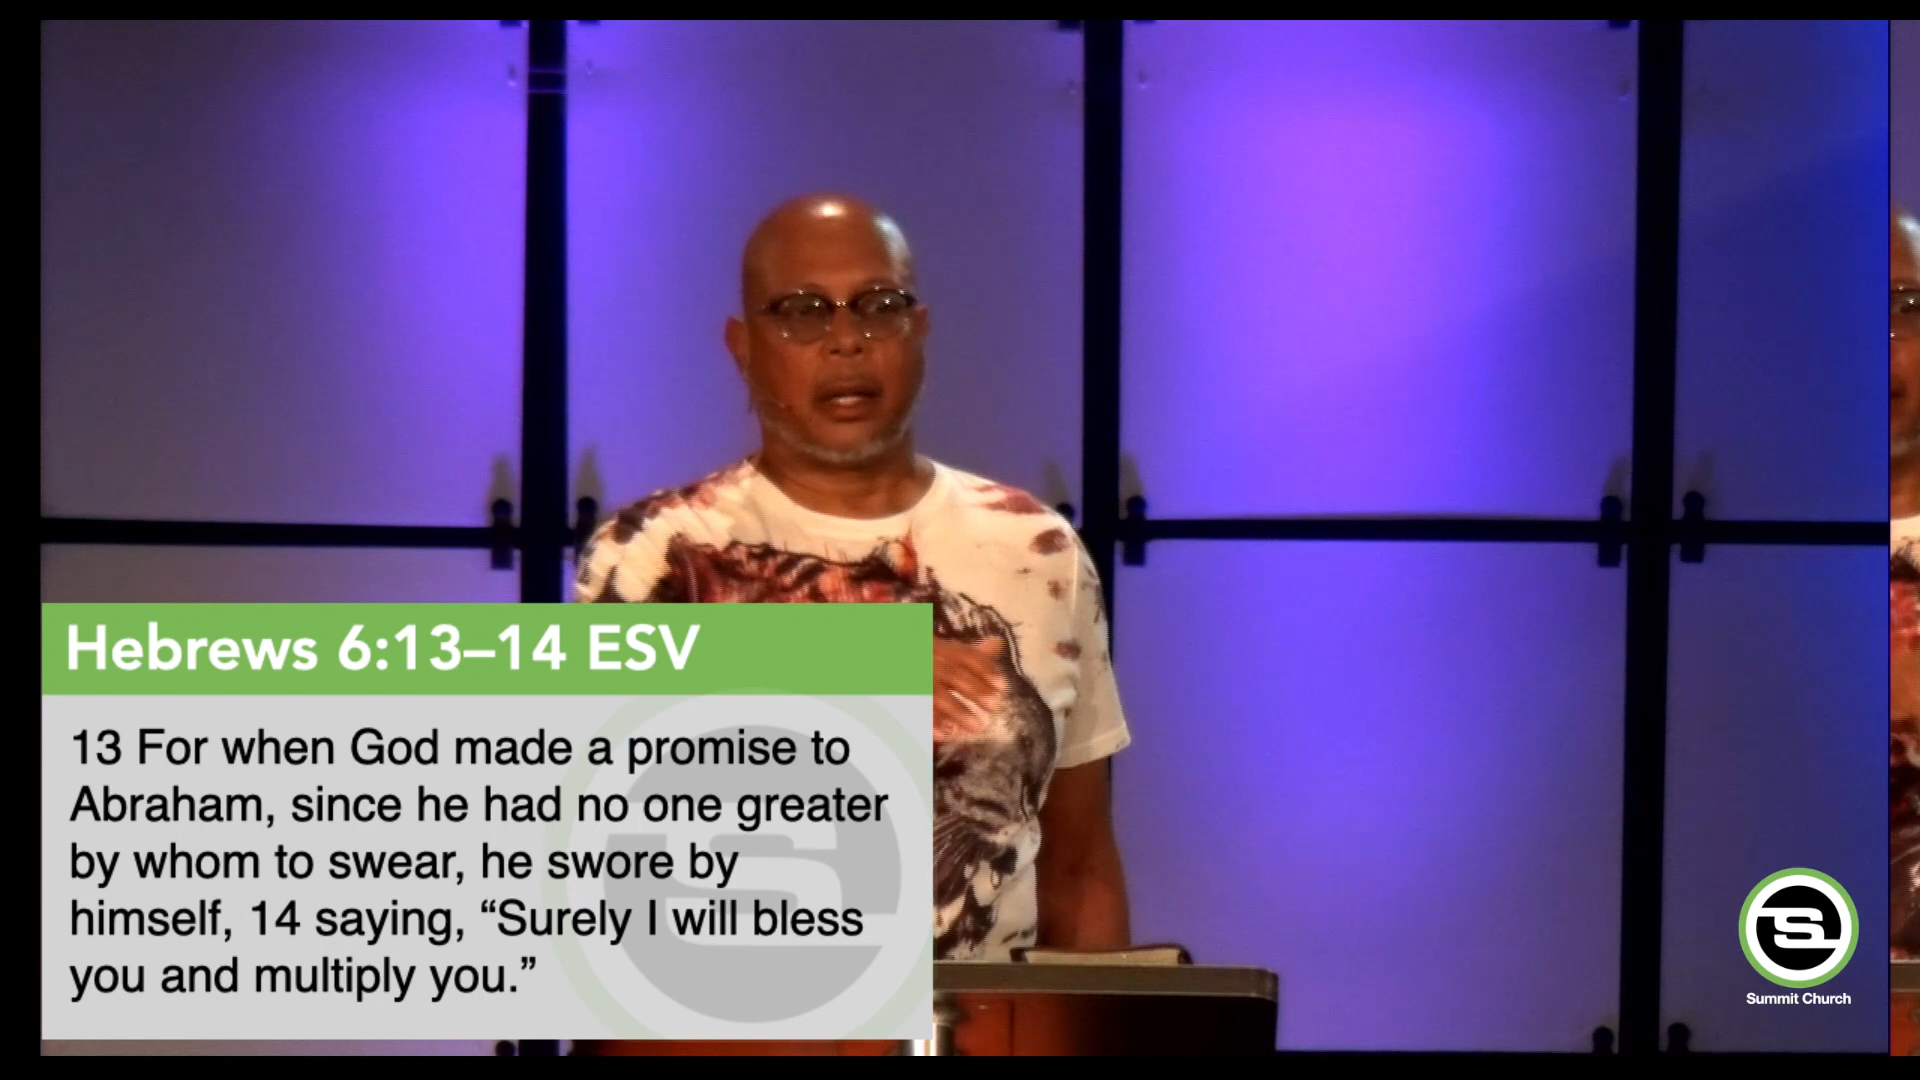 Hebrews 6:13–14 ESV
13 For when God made a promise to
Abraham, since he had no one greater
by whom to swear, he swore by
himself, 14 saying, “Surely I will bless
you and multiply you.”
S
Summit Church